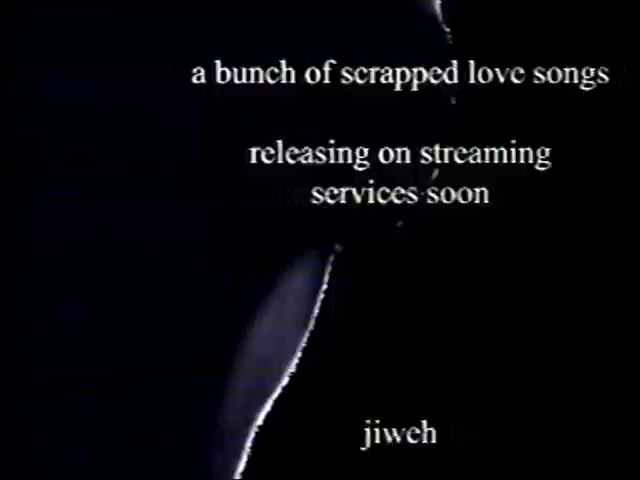 a bunch of scrapped love songs
releasing on streaming
services soon
jiweh